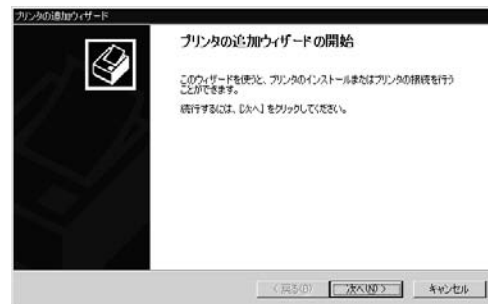 プリンタの追加ウィザード
プリンタの追加ウィザードの開始
このウィザードを使うと、プリンタのインストールまたはプリンタの接続を行う
ことができます。
続行するには、[次へ] をクリックしてください。
< 戻る(B)
次へ(N) >
キャンセル